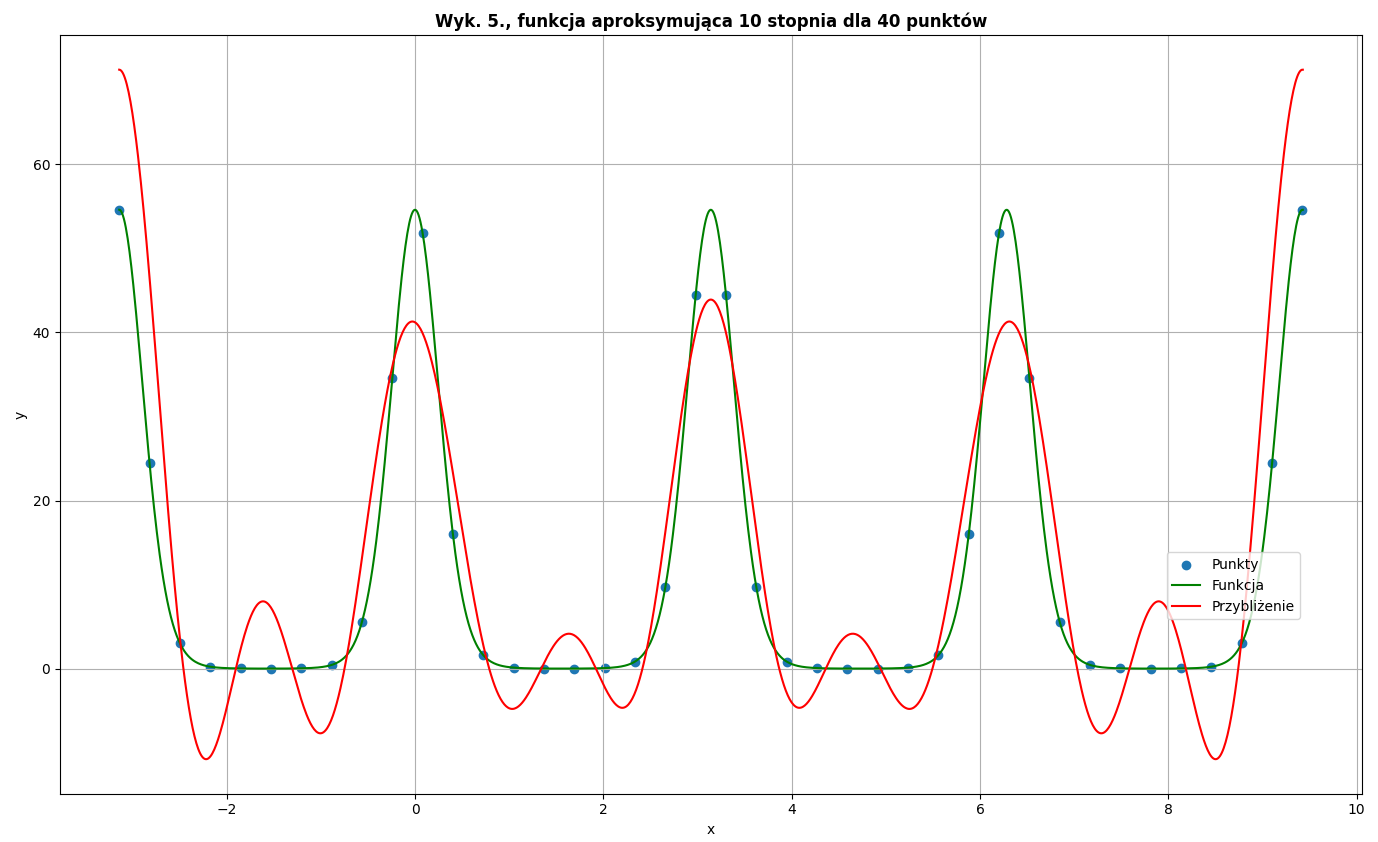 Wyk. 5., funkcja aproksymująca 10 stopnia dla 40 punktów
60
40
20
0
y
−2
0
2
4
6
8
10
x
Punkty
Funkcja
Przybliżenie